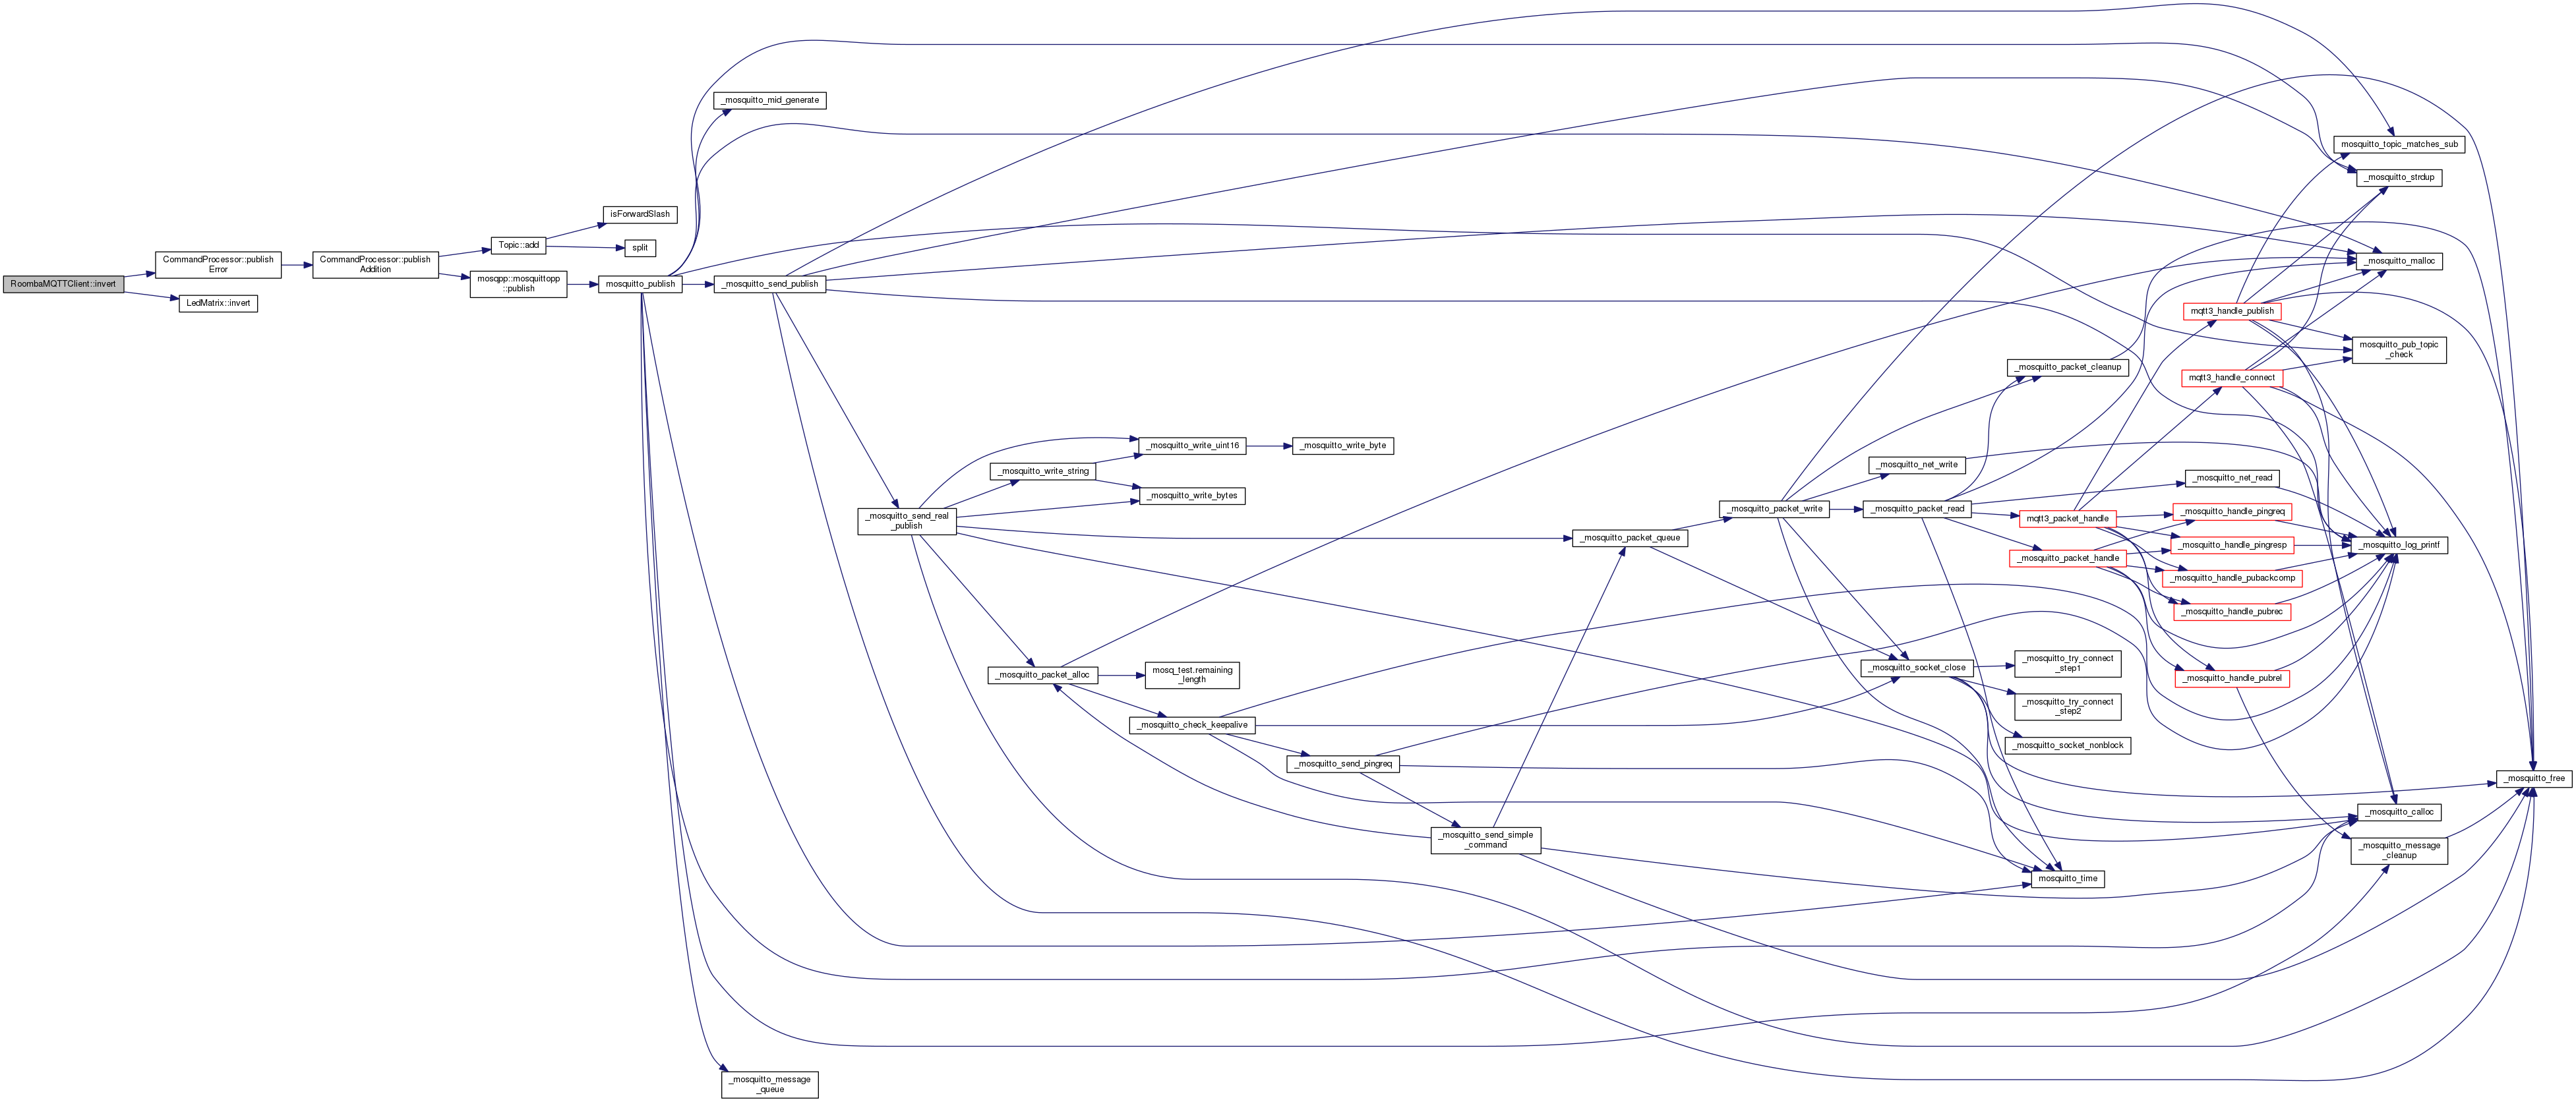 RoombaMQTTClient::invert
CommandProcessor::publish
Error
LedMatrix::invert
CommandProcessor::publish
Addition
Topic::add
mosqpp::mosquittopp
::publish
isForwardSlash
split
mosquitto_publish
_mosquitto_mid_generate
_mosquitto_send_publish
_mosquitto_message
_queue
_mosquitto_send_real
_publish
_mosquitto_write_string
_mosquitto_packet_alloc
_mosquitto_write_uint16
_mosquitto_write_bytes
mosq_test.remaining
_length
_mosquitto_check_keepalive
_mosquitto_write_byte
_mosquitto_send_pingreq
_mosquitto_send_simple
_command
_mosquitto_packet_queue
_mosquitto_packet_write
_mosquitto_net_write
_mosquitto_packet_read
_mosquitto_socket_close
_mosquitto_packet_cleanup
mqtt3_packet_handle
_mosquitto_packet_handle
_mosquitto_try_connect
_step1
_mosquitto_try_connect
_step2
_mosquitto_socket_nonblock
mosquitto_time
mqtt3_handle_publish
mqtt3_handle_connect
_mosquitto_net_read
_mosquitto_handle_pingreq
_mosquitto_handle_pingresp
_mosquitto_handle_pubackcomp
_mosquitto_handle_pubrec
_mosquitto_handle_pubrel
mosquitto_topic_matches_sub
_mosquitto_strdup
_mosquitto_malloc
mosquitto_pub_topic
_check
_mosquitto_log_printf
_mosquitto_calloc
_mosquitto_message
_cleanup
_mosquitto_free